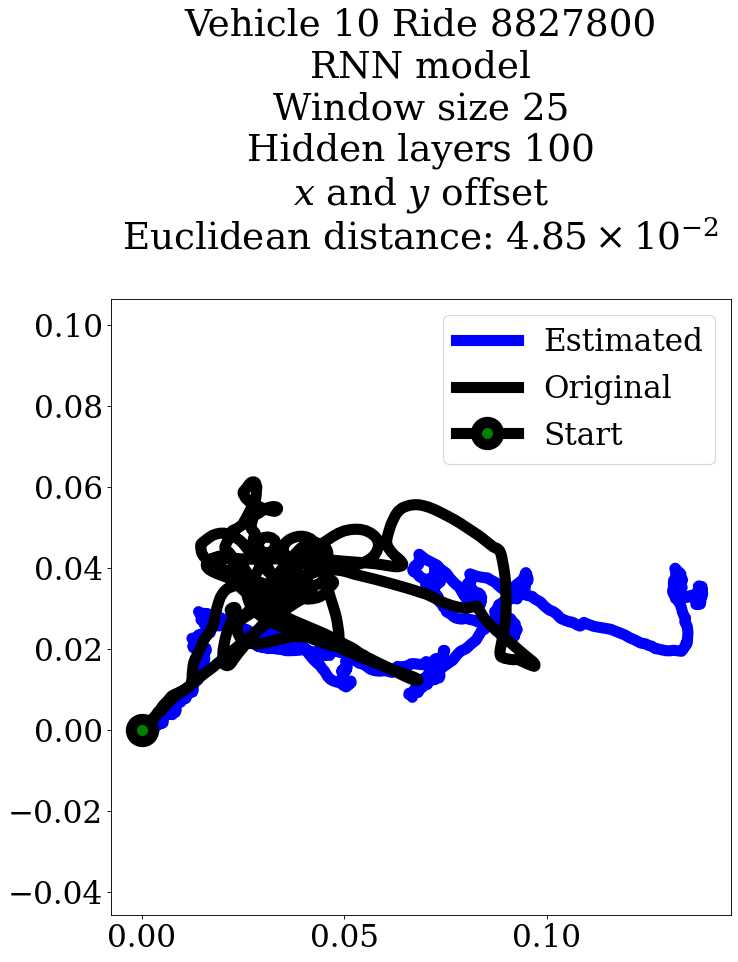 Vehicle 10 Ride 8827800
RNN model
Window size 25
Hidden layers 100
x and y offset
Euclidean distance: 4.85 × 10⁻²
Estimated
Original
Start
0.10
0.08
0.06
0.04
0.02
0.00
−0.02
−0.04
0.00 0.05 0.10